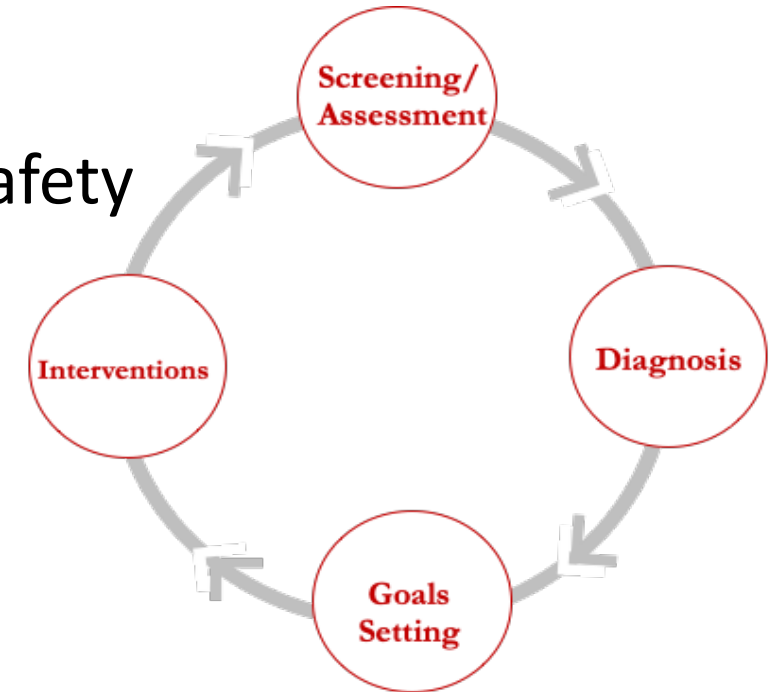 Screening/
Assessment
afety
Interventions
Diagnosis
Goals
Setting